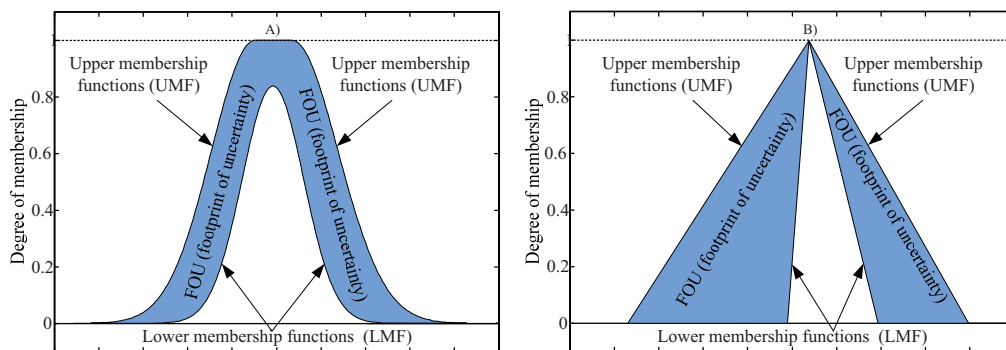 A)
1
Upper membership
functions (UMF)
Upper membership
functions (UMF)
0.8
0.6
0.4
0.2
0
Degree of membership
FOU (footprint of uncertainty)
FOU (footprint of uncertainty)
Lower membership functions (LMF)
B)
1
Upper membership
functions (UMF)
Upper membership
functions (UMF)
0.8
0.6
0.4
0.2
0
Degree of membership
FOU (footprint of uncertainty)
FOU (footprint of uncertainty)
Lower membership functions (LMF)